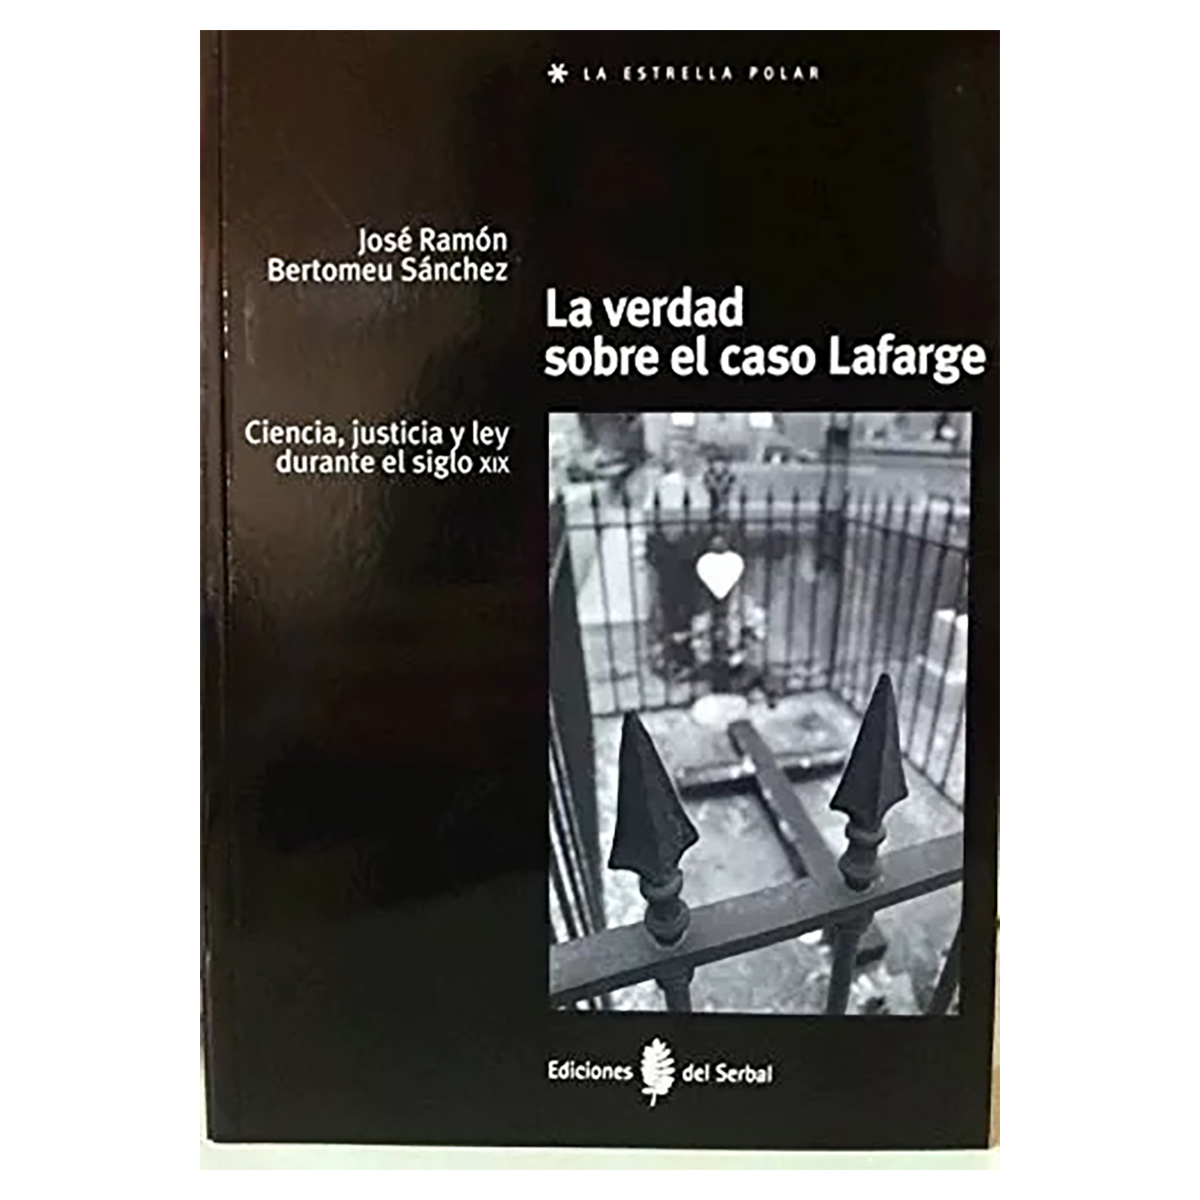 * LA ESTRELLA POLAR
José Ramón
Bertomeu Sánchez
La verdad
sobre el caso Lafarge
Ciencia, justicia y ley
durante el siglo XIX
Ediciones del Serbal